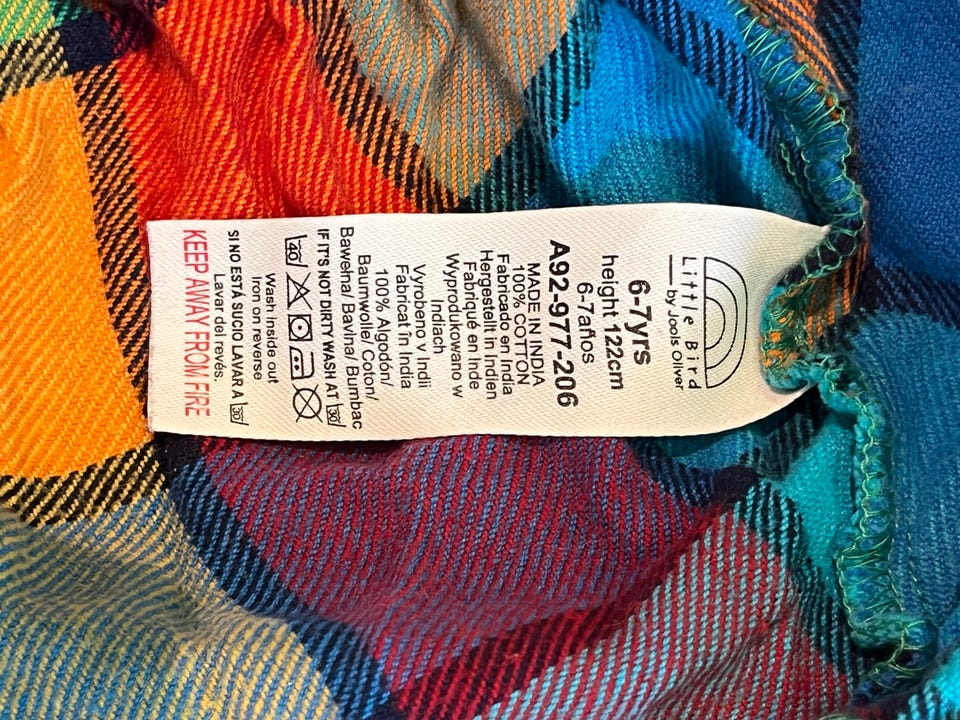 Little Bird
by Jools Oliver
6-7yrs
height 122cm
6-7años
A92-977-206
MADE IN INDIA
100% COTTON
Fabricado en India
Hergestellt in Indien
Fabriqué en Inde
Wyprodukowano w
Indiach
Vyrobeno v Indii
Fabricat în India
100% Algodón/
Baumwolle/ Coton/
Bawełna/ Bavlna/ Bumbac
IF IT'S NOT DIRTY WASH AT 30
40
Wash inside out
Iron on reverse
SI NO ESTÁ SUCIO LAVAR A 30
Lavar del revés.
KEEP AWAY FROM FIRE